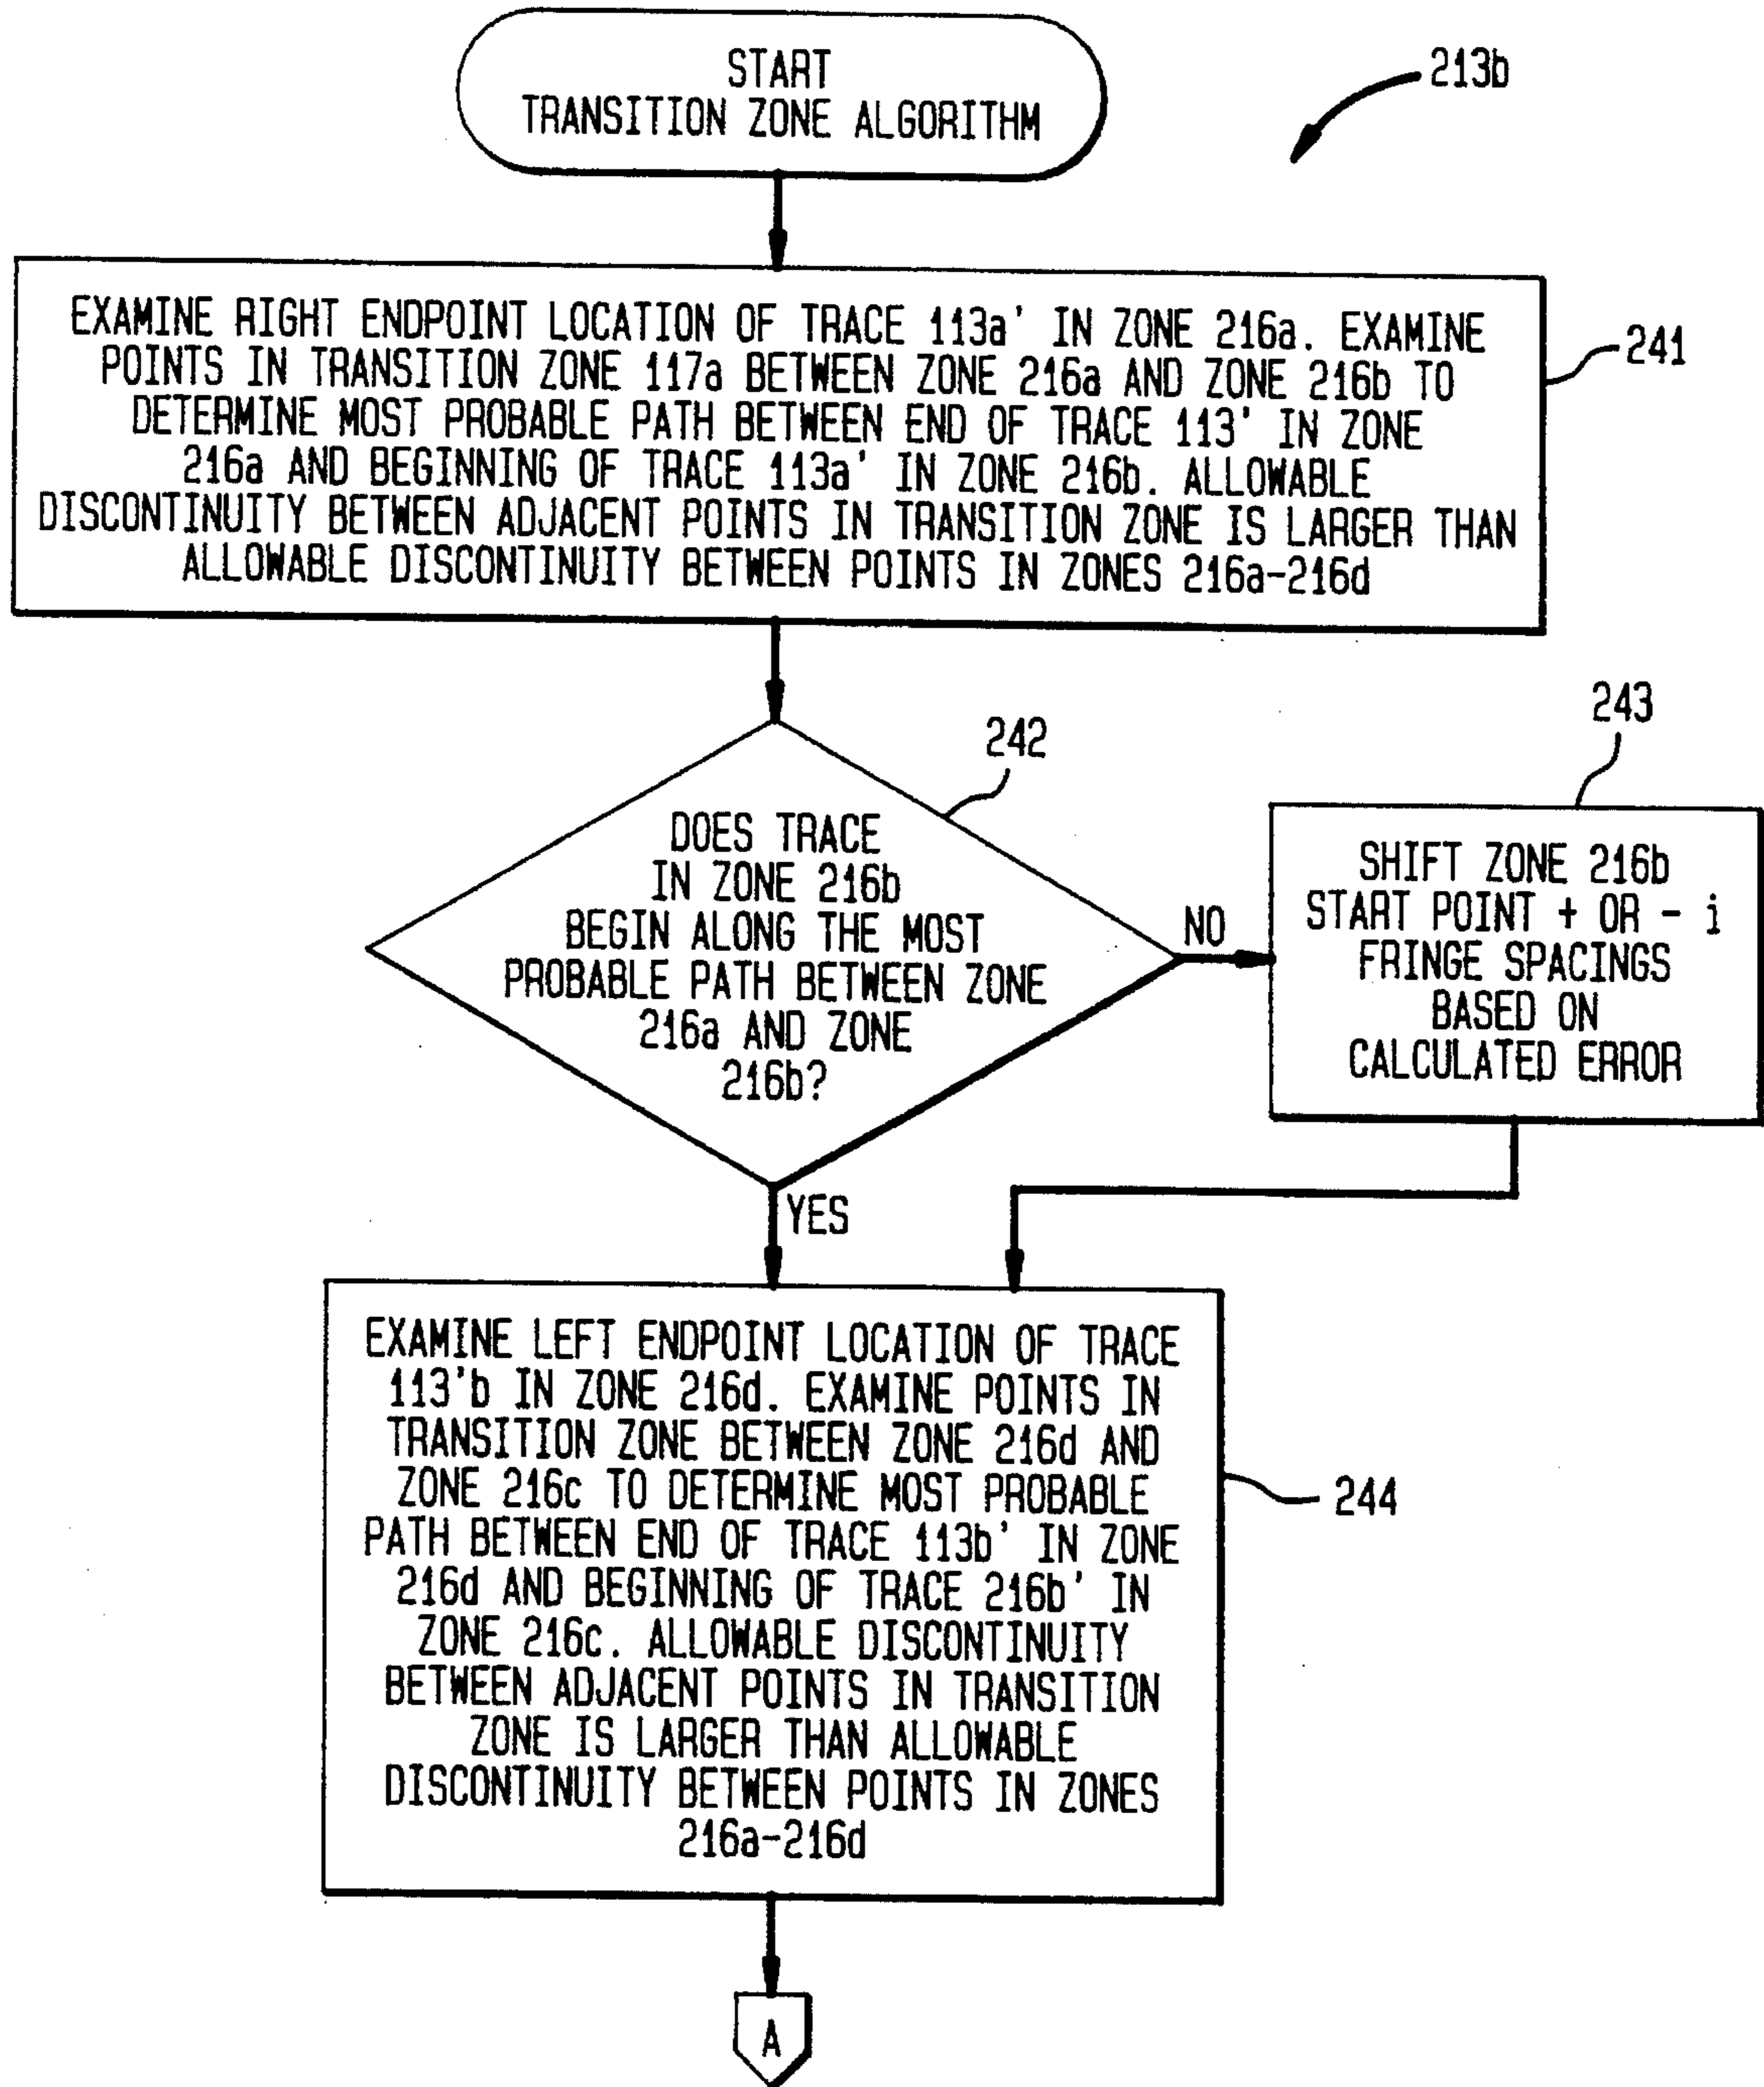 START
TRANSITION ZONE ALGORITHM
213b
EXAMINE RIGHT ENDPOINT LOCATION OF TRACE 113a' IN ZONE 216a. EXAMINE
POINTS IN TRANSITION ZONE 117a BETWEEN ZONE 216a AND ZONE 216b TO
DETERMINE MOST PROBABLE PATH BETWEEN END OF TRACE 113' IN ZONE
216a AND BEGINNING OF TRACE 113a' IN ZONE 216b. ALLOWABLE
DISCONTINUITY BETWEEN ADJACENT POINTS IN TRANSITION ZONE IS LARGER THAN
ALLOWABLE DISCONTINUITY BETWEEN POINTS IN ZONES 216a-216d
241
242
DOES TRACE
IN ZONE 216b
BEGIN ALONG THE MOST
PROBABLE PATH BETWEEN ZONE
216a AND ZONE
216b?
NO
243
SHIFT ZONE 216b
START POINT + OR - i
FRINGE SPACINGS
BASED ON
CALCULATED ERROR
YES
EXAMINE LEFT ENDPOINT LOCATION OF TRACE
113'b IN ZONE 216d. EXAMINE POINTS IN
TRANSITION ZONE BETWEEN ZONE 216d AND
ZONE 216c TO DETERMINE MOST PROBABLE
PATH BETWEEN END OF TRACE 113b' IN ZONE
216d AND BEGINNING OF TRACE 216b' IN
ZONE 216c. ALLOWABLE DISCONTINUITY
BETWEEN ADJACENT POINTS IN TRANSITION
ZONE IS LARGER THAN ALLOWABLE
DISCONTINUITY BETWEEN POINTS IN ZONES
216a-216d
244
A